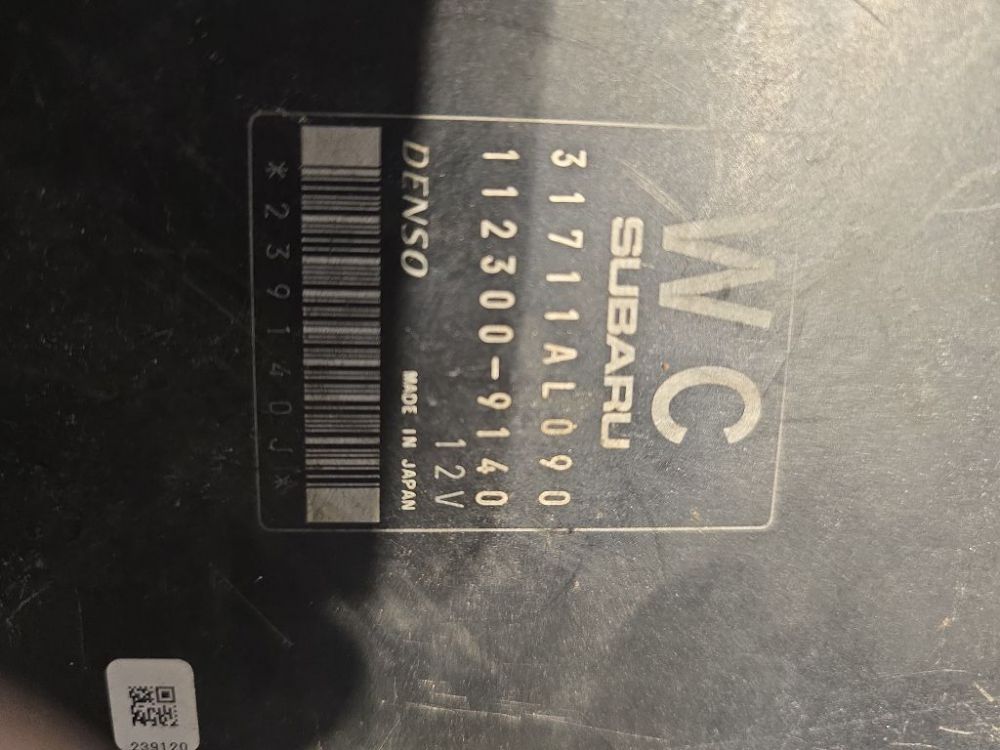 WC
SUBARU
31711AL090
112300-9140
12V
DENSO MADE IN JAPAN
*239140J*
239120